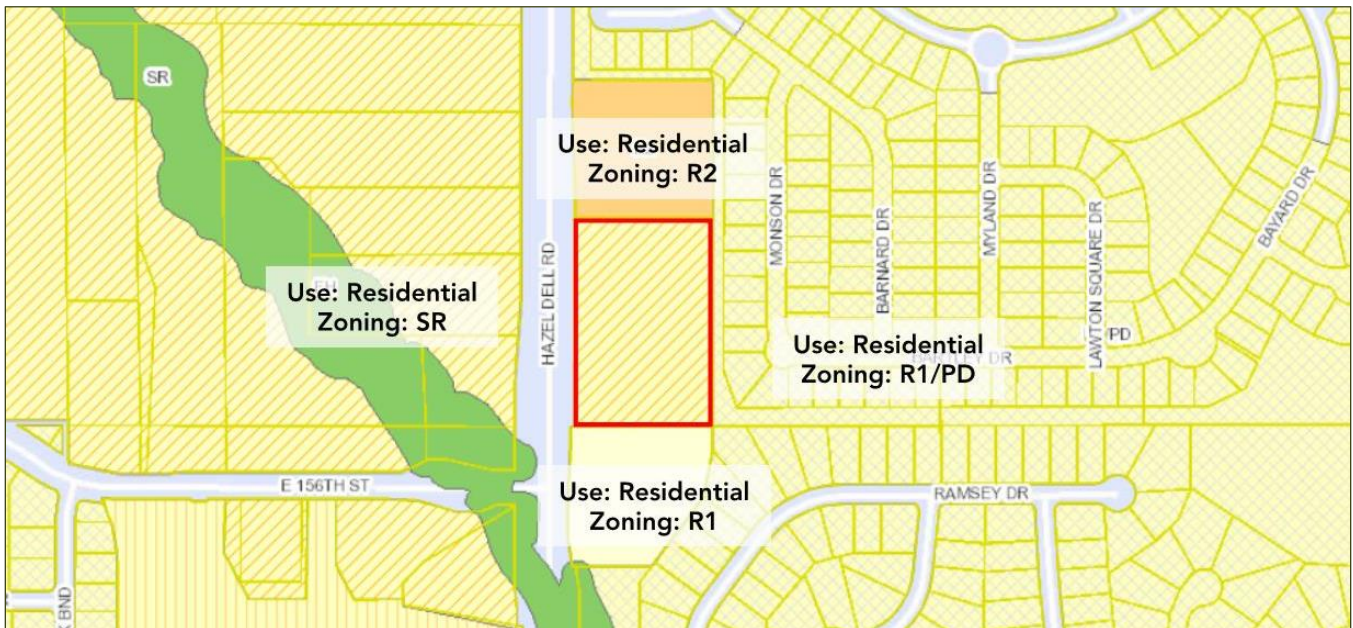 SR
Use: Residential
Zoning: R2
MONSON DR
BARNARD DR
MYLAND DR
LAWTON SQUARE DR
BAYARD DR
HAZEL DELL RD
Use: Residential
Zoning: SR
Use: Residential
Zoning: R1/PD
BARTLEY DR
/PD
E 156TH ST
Use: Residential
Zoning: R1
RAMSEY DR
BND